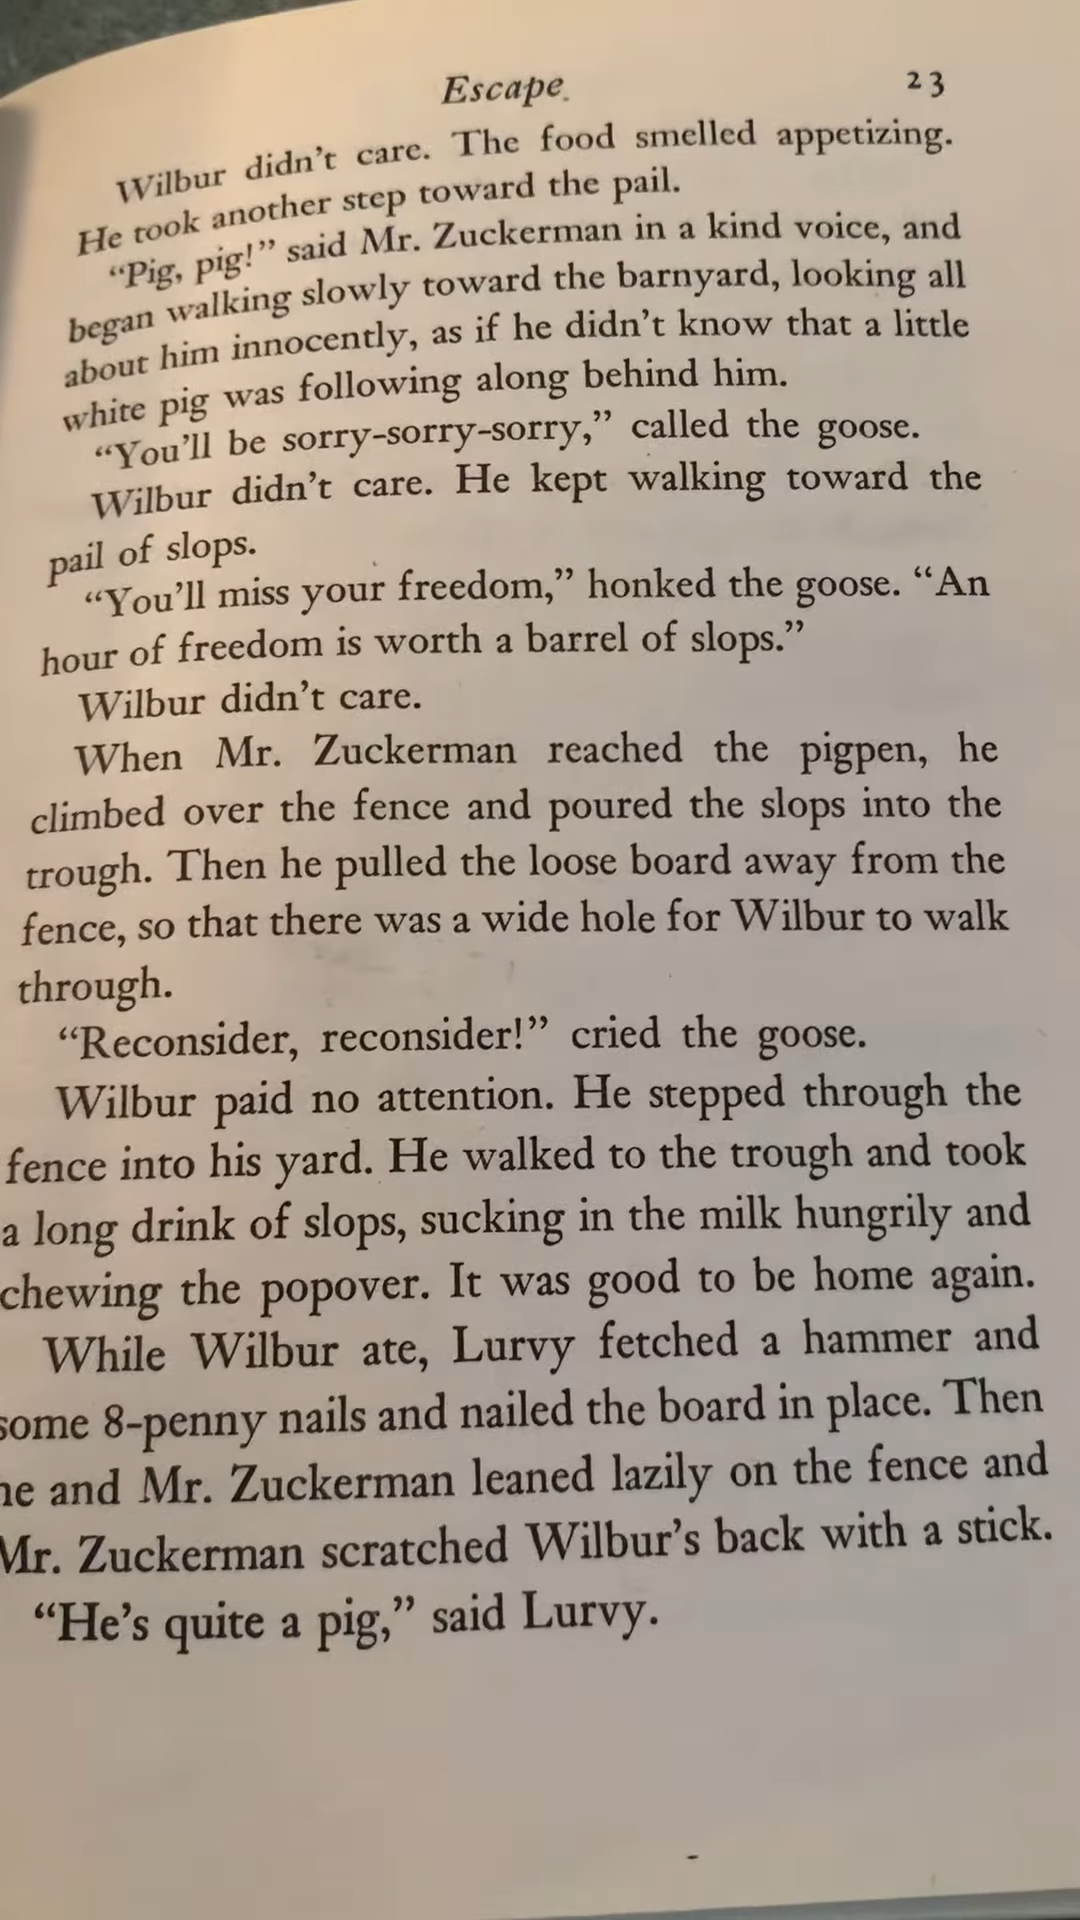 Escape. 23
Wilbur didn't care. The food smelled appetizing.
He took another step toward the pail.
“Pig, pig!” said Mr. Zuckerman in a kind voice, and
began walking slowly toward the barnyard, looking all
about him innocently, as if he didn't know that a little
white pig was following along behind him.
“You'll be sorry-sorry-sorry,” called the goose.
Wilbur didn't care. He kept walking toward the
pail of slops.
“You'll miss your freedom,” honked the goose. “An
hour of freedom is worth a barrel of slops.”
Wilbur didn't care.
When Mr. Zuckerman reached the pigpen, he
climbed over the fence and poured the slops into the
trough. Then he pulled the loose board away from the
fence, so that there was a wide hole for Wilbur to walk
through.
“Reconsider, reconsider!” cried the goose.
Wilbur paid no attention. He stepped through the
fence into his yard. He walked to the trough and took
a long drink of slops, sucking in the milk hungrily and
chewing the popover. It was good to be home again.
While Wilbur ate, Lurvy fetched a hammer and
some 8-penny nails and nailed the board in place. Then
he and Mr. Zuckerman leaned lazily on the fence and
Mr. Zuckerman scratched Wilbur's back with a stick.
“He's quite a pig,” said Lurvy.